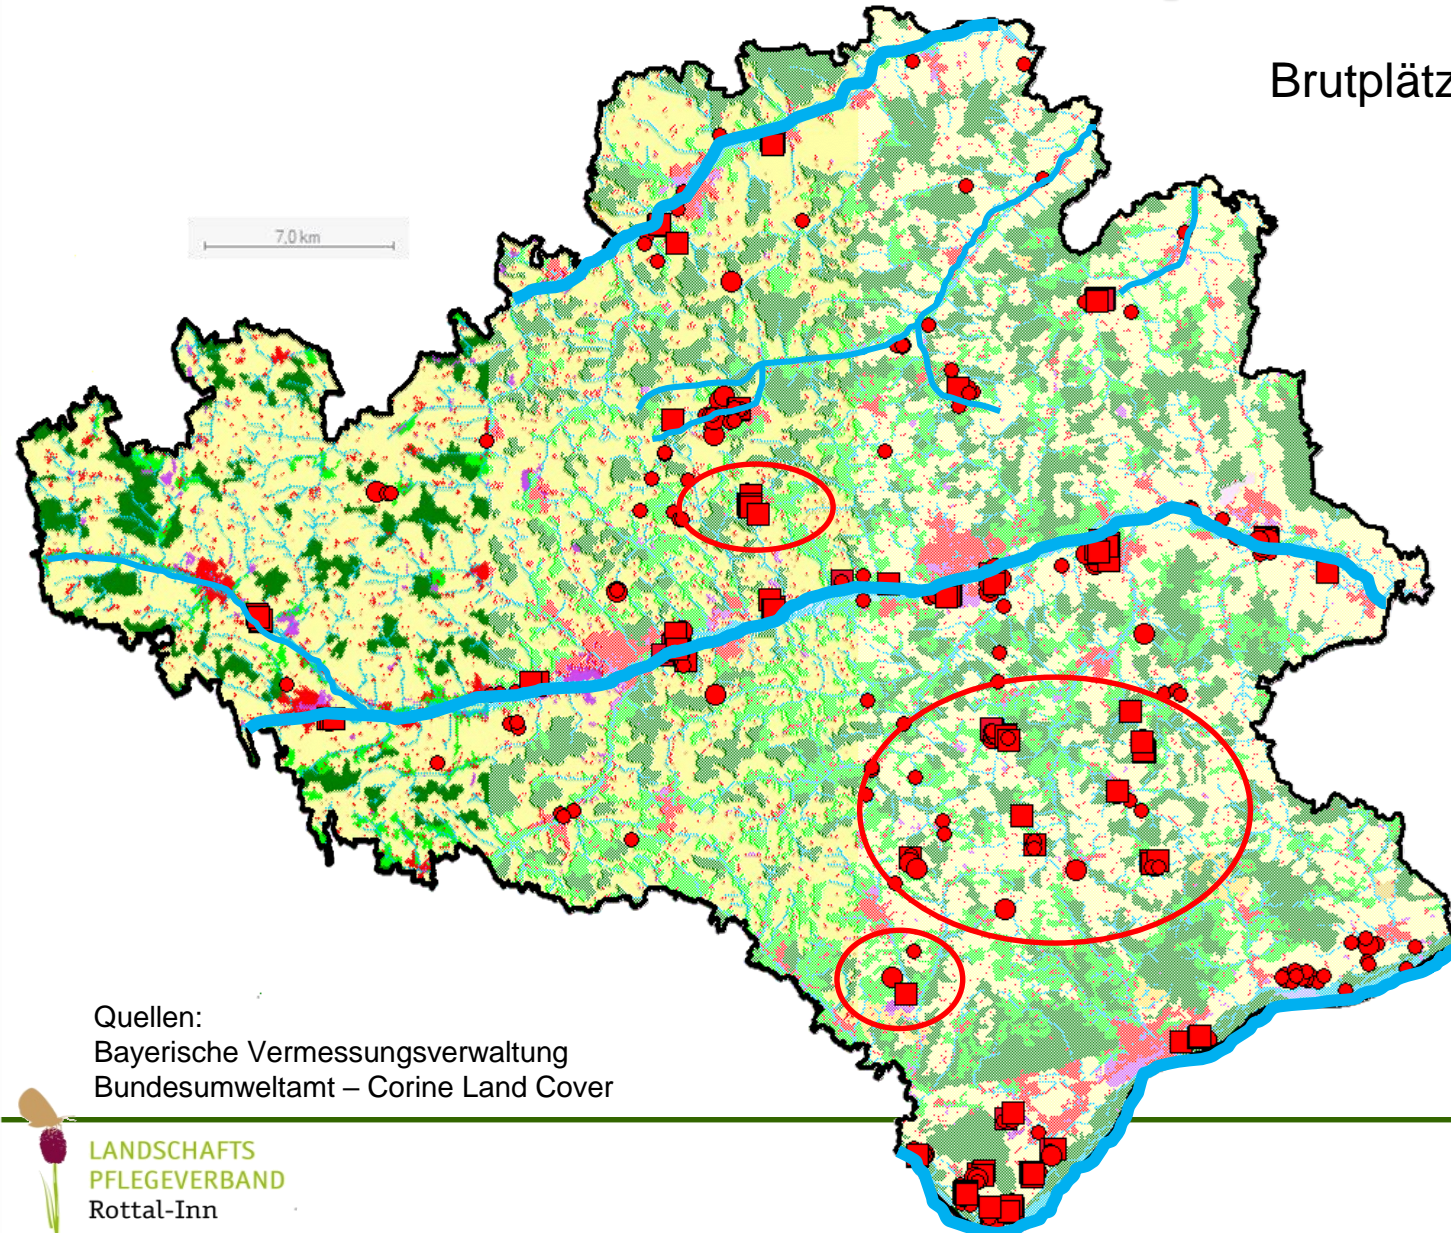 Brutplätz
7,0 km
Quellen:
Bayerische Vermessungsverwaltung
Bundesumweltamt – Corine Land Cover
LANDSCHAFTS
PFLEGEVERBAND
Rottal-Inn